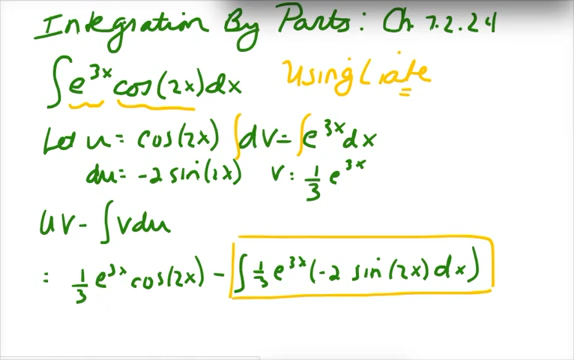 Integration By Parts: Ch 7.2.24
∫e^3x cos(2x)dx Using Liate
Let u = cos(2x) ∫dv = ∫e^3x dx
du = -2 sin(2x) v = 1/3 e^3x
uv - ∫vdu
= 1/3 e^3x cos(2x) - ∫1/3 e^3x (-2 sin(2x) dx)